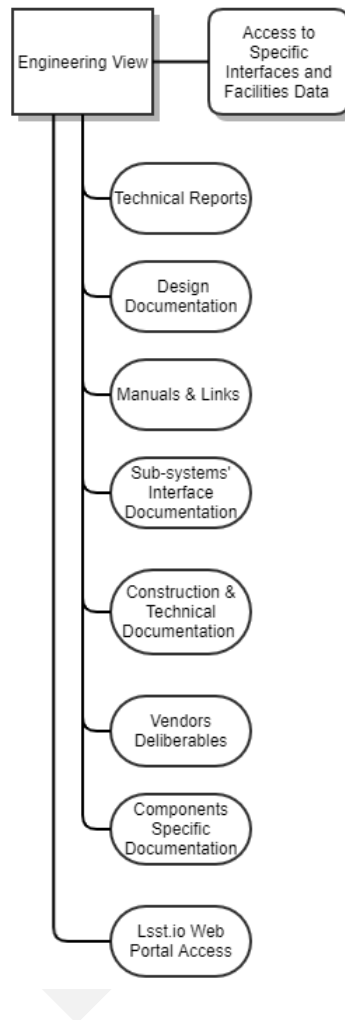 Engineering View
Access to
Specific
Interfaces and
Facilities Data
Technical Reports
Design
Documentation
Manuals & Links
Sub-systems'
Interface
Documentation
Construction &
Technical
Documentation
Vendors
Deliberables
Components
Specific
Documentation
Lsst.io Web
Portal Access